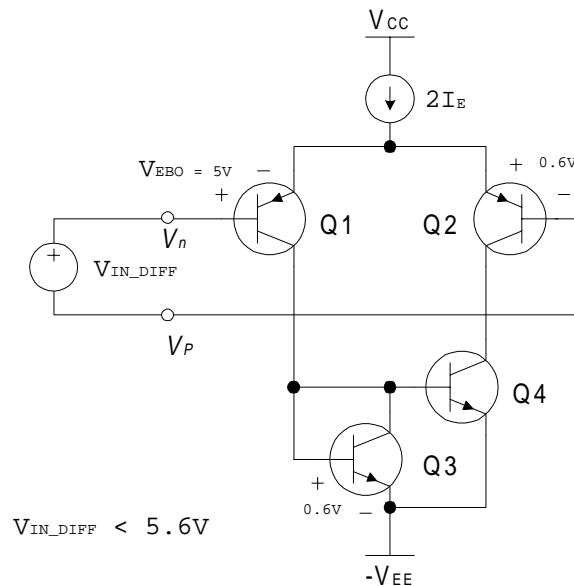 VCC
2IE
VEBO = 5V
−
+
+
0.6V
−
Q1
Q2
Vn
+
VIN_DIFF
VP
Q4
Q3
+
0.6V
−
VIN_DIFF < 5.6V
-VEE